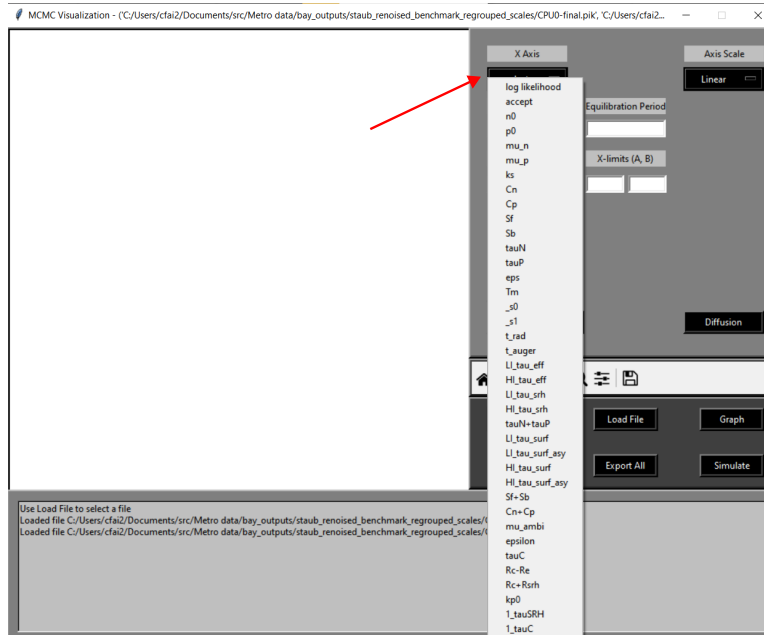 MCMC Visualization - ('C:/Users/cfai2/Documents/src/Metro data/bay_outputs/staub_renoised_benchmark_regrouped_scales/CPU0-final.pik', 'C:/Users/cfai2...
X Axis
Axis Scale
Linear
Equilibration Period
X-limits (A, B)
log likelihood
accept
n0
p0
mu_n
mu_p
ks
Cn
Cp
Sf
Sb
tauN
tauP
eps
Tm
_s0
_s1
t_rad
t_auger
LI_tau_eff
HI_tau_eff
LI_tau_srh
HI_tau_srh
tauN+tauP
LI_tau_surf
LI_tau_surf_asy
HI_tau_surf
HI_tau_surf_asy
Sf+Sb
Cn+Cp
mu_ambi
epsilon
tauC
Rc-Re
Rc+Rsrh
kp0
1_tauSRH
1_tauC
Diffusion
Load File
Graph
Export All
Simulate
Use Load File to select a file
Loaded file C:/Users/cfai2/Documents/src/Metro data/bay_outputs/staub_renoised_benchmark_regrouped_scales/
Loaded file C:/Users/cfai2/Documents/src/Metro data/bay_outputs/staub_renoised_benchmark_regrouped_scales/